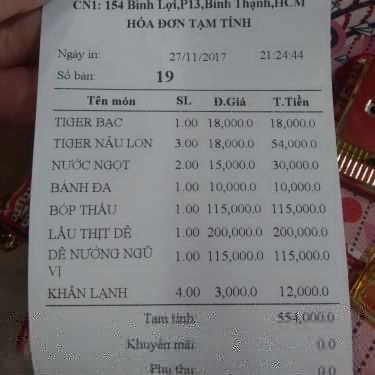 CN1: 154 Bình Lợi,P13,Bình Thạnh,HCM
HÓA ĐƠN TẠM TÍNH
Ngày in: 27/11/2017 21:24:44
Số bàn: 19
Tên món SL Đ.Giá T.Tiền
TIGER BẠC 1.00 18,000.0 18,000.0
TIGER NÂU LON 3.00 18,000.0 54,000.0
NƯỚC NGỌT 2.00 15,000.0 30,000.0
BÁNH ĐA 1.00 10,000.0 10,000.0
BÓP THẤU 1.00 115,000.0 115,000.0
LẨU THỊT DÊ 1.00 200,000.0 200,000.0
DÊ NƯỚNG NGŨ VỊ 1.00 115,000.0 115,000.0
KHĂN LẠNH 4.00 3,000.0 12,000.0
Tạm tính: 554,000.0
Khuyến mãi: 0.0
Phụ thu: 0.0